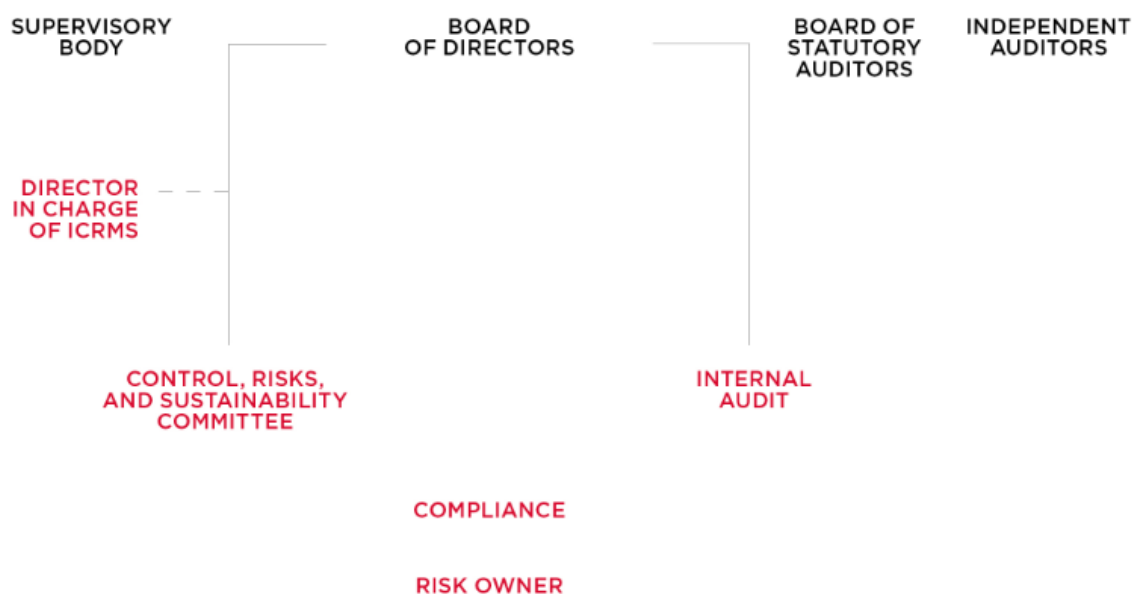 SUPERVISORY
BODY
BOARD
OF DIRECTORS
BOARD OF
STATUTORY
AUDITORS
INDEPENDENT
AUDITORS
DIRECTOR
IN CHARGE
OF ICRMS
CONTROL, RISKS,
AND SUSTAINABILITY
COMMITTEE
INTERNAL
AUDIT
COMPLIANCE
RISK OWNER